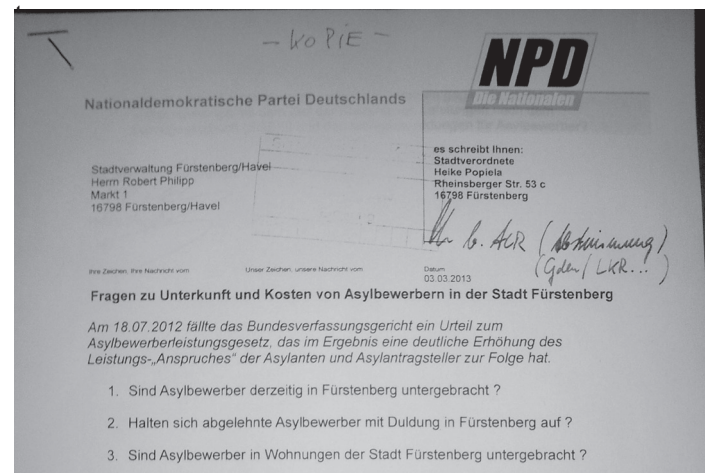 - KOPIE -
NPD
Die Nationalen
Nationaldemokratische Partei Deutschlands
es schreibt Ihnen:
Stadtverordnete
Heike Popiela
Rheinsberger Str. 53 c
16798 Fürstenberg
Stadtverwaltung Fürstenberg/Havel
Herrn Robert Philipp
Markt 1
16798 Fürstenberg/Havel
b. ACR (Abstimmung)
(Gden / LKR...)
Ihre Zeichen, Ihre Nachricht vom
Unser Zeichen, unsere Nachricht vom
Datum
03.03.2013
Fragen zu Unterkunft und Kosten von Asylbewerbern in der Stadt Fürstenberg
Am 18.07.2012 fällte das Bundesverfassungsgericht ein Urteil zum
Asylbewerberleistungsgesetz, das im Ergebnis eine deutliche Erhöhung des
Leistungs-„Anspruches“ der Asylanten und Asylantragsteller zur Folge hat.
1. Sind Asylbewerber derzeitig in Fürstenberg untergebracht ?
2. Halten sich abgelehnte Asylbewerber mit Duldung in Fürstenberg auf ?
3. Sind Asylbewerber in Wohnungen der Stadt Fürstenberg untergebracht ?